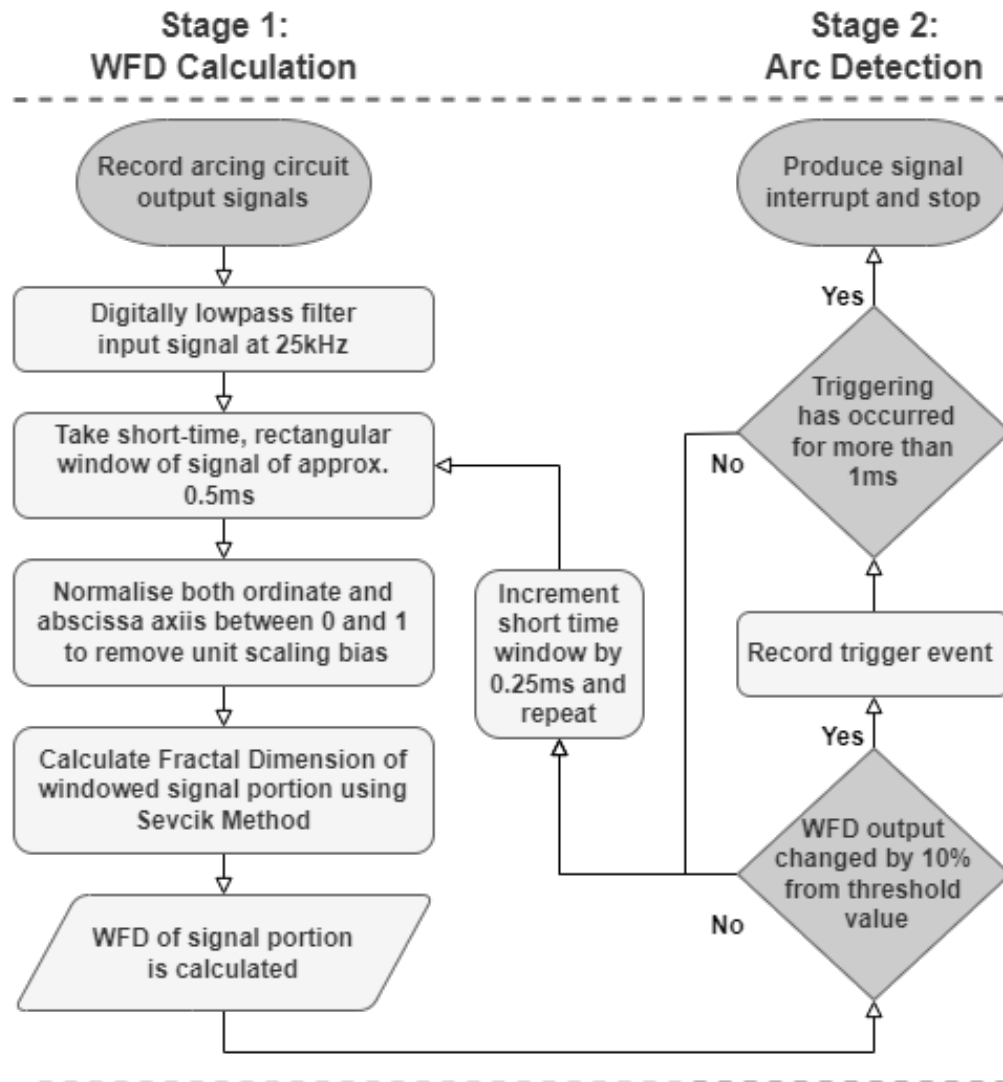 Stage 1:
WFD Calculation
Record arcing circuit
output signals
Digitally lowpass filter
input signal at 25kHz
Take short-time, rectangular
window of signal of approx.
0.5ms
Normalise both ordinate and
abscissa axiis between 0 and 1
to remove unit scaling bias
Calculate Fractal Dimension of
windowed signal portion using
Sevcik Method
WFD of signal portion
is calculated
Increment
short time
window by
0.25ms and
repeat
Stage 2:
Arc Detection
Produce signal
interrupt and stop
Yes
Triggering
has occurred
for more than
1ms
No
Record trigger event
Yes
WFD output
changed by 10%
from threshold
value
No